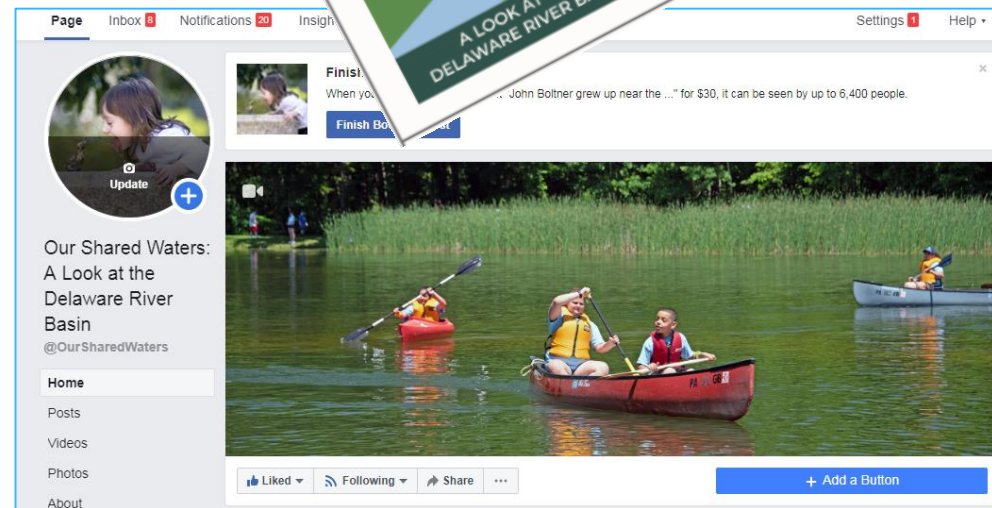 Page Inbox 8 Notifications 20 Settings 1 Help
A LOOK AT
DELAWARE RIVER
When John Boltner grew up near the ..." for $30, it can be seen by up to 6,400 people.
Finish
Update
Our Shared Waters:
A Look at the
Delaware River
Basin
@OurSharedWaters
Home
Posts
Videos
Photos
About
Liked Following Share ...
+ Add a Button